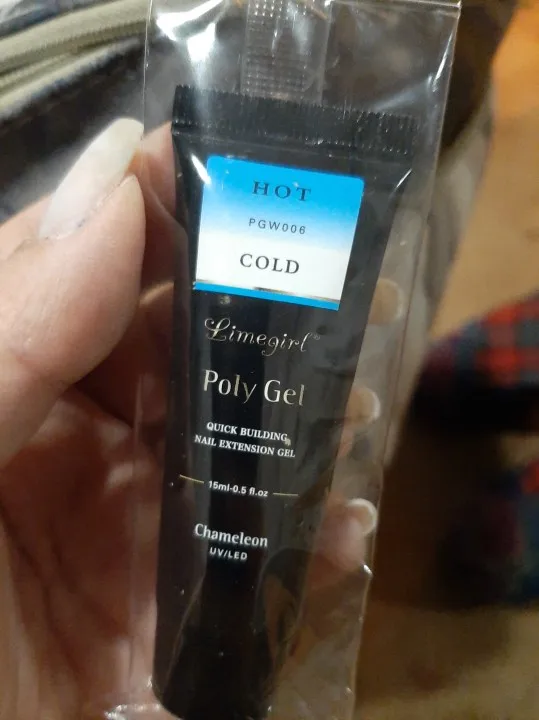 HOT
PGW006
COLD
Limegirl®
Poly Gel
QUICK BUILDING
NAIL EXTENSION GEL
15ml-0.5 fl.oz
Chameleon
UV/LED